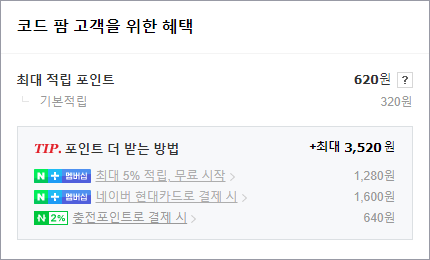 코드 팜 고객을 위한 혜택
최대 적립 포인트 620원 ?
기본적립 320원
TIP. 포인트 더 받는 방법 +최대 3,520원
N + 멤버십 최대 5% 적립, 무료 시작 > 1,280원
N + 멤버십 네이버 현대카드로 결제 시 > 1,600원
N 2% 충전포인트로 결제 시 > 640원